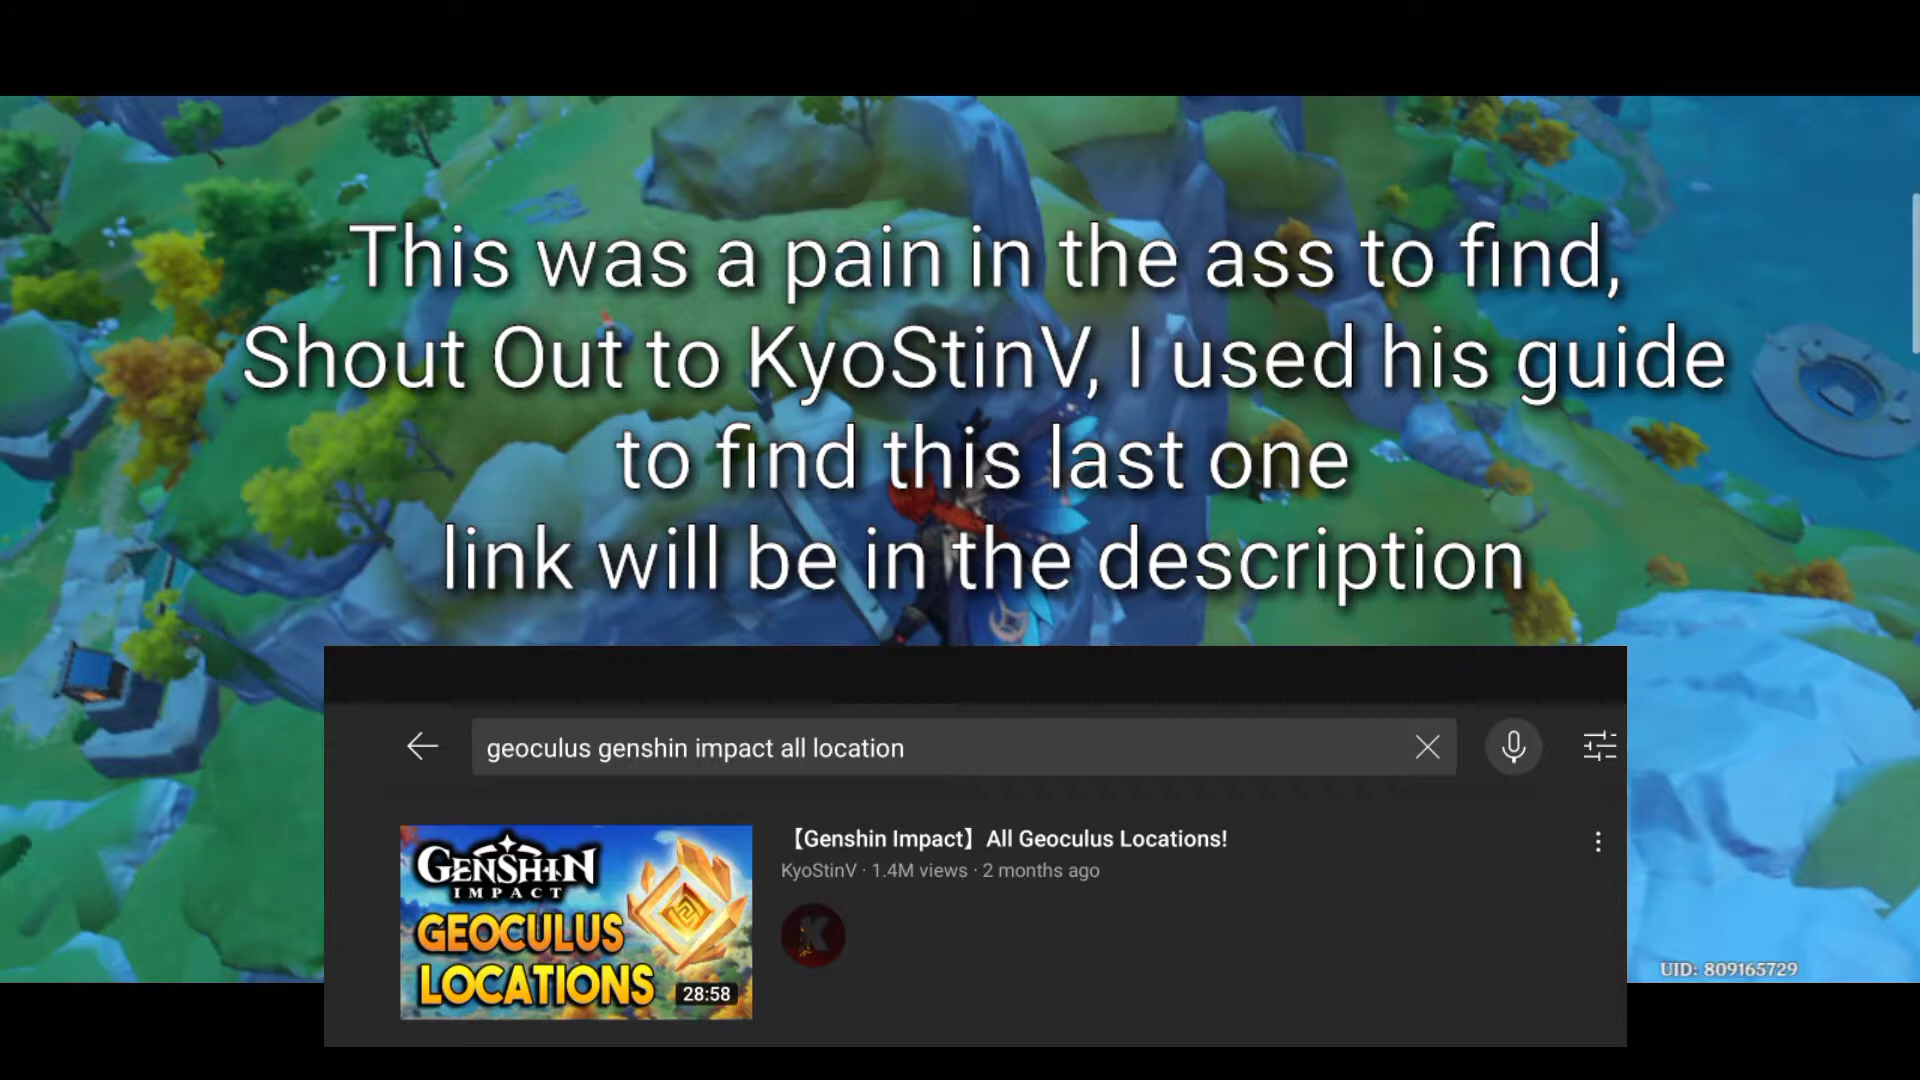 This was a pain in the ass to find,
Shout Out to KyoStinV, I used his guide
to find this last one
link will be in the description
geoculus genshin impact all location
GENSHIN
IMPACT
GEOCULUS
LOCATIONS
28:58
【Genshin Impact】All Geoculus Locations!
KyoStinV · 1.4M views · 2 months ago
K
UID: 809165729